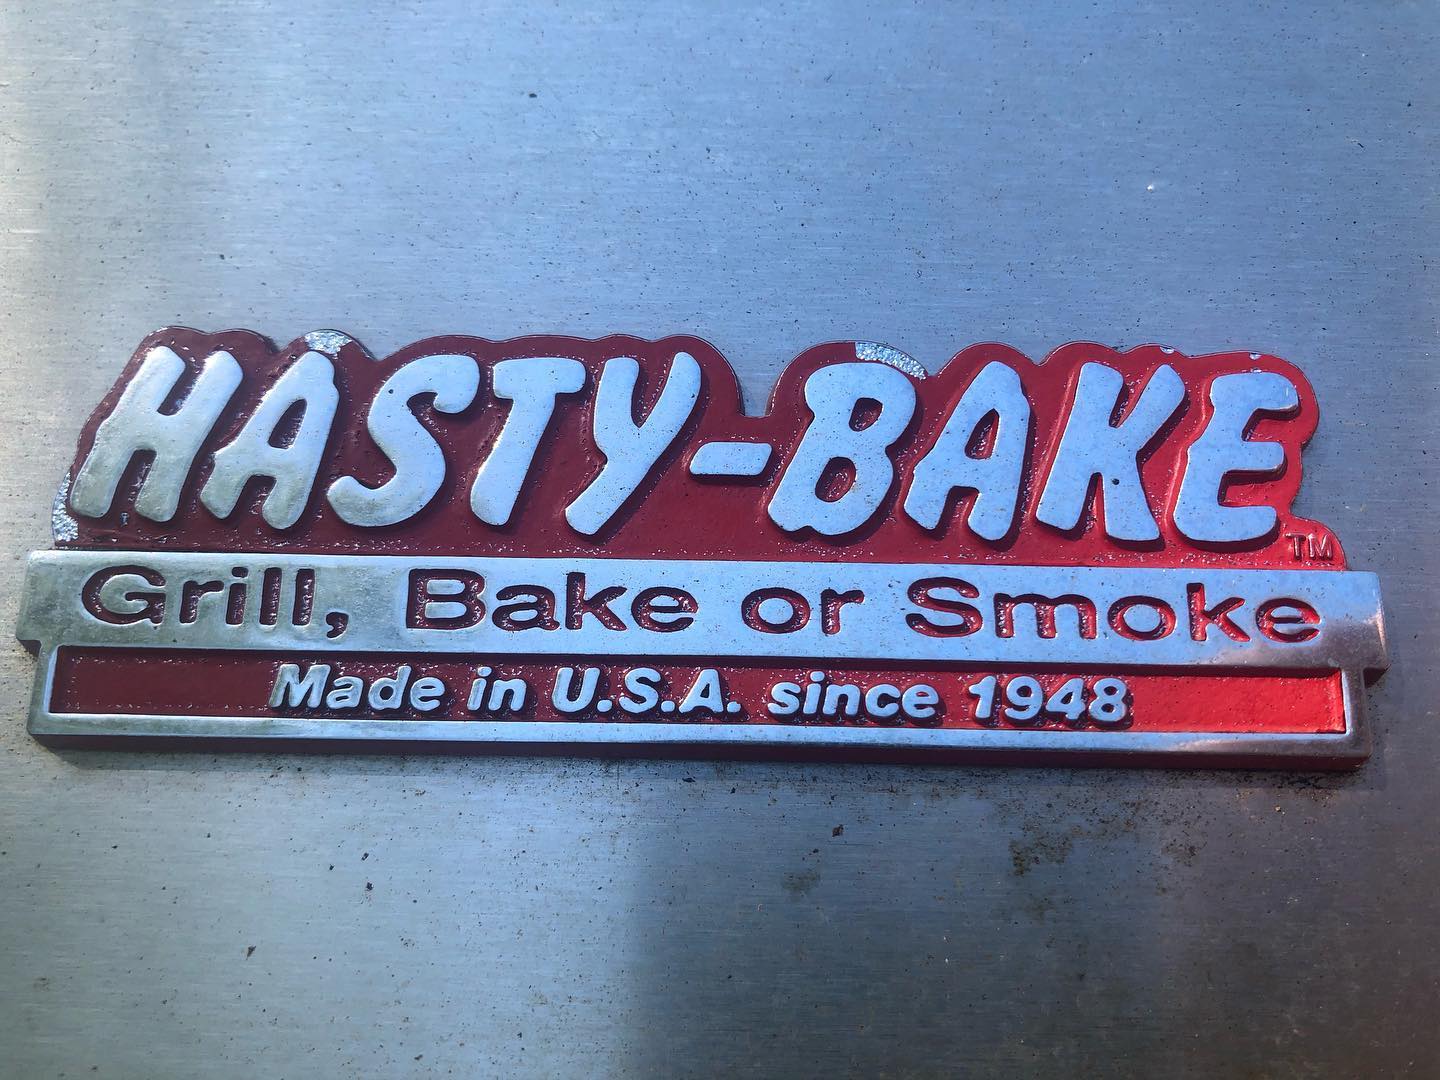 HASTY-BAKE TM
Grill, Bake or Smoke
Made in U.S.A. since 1948